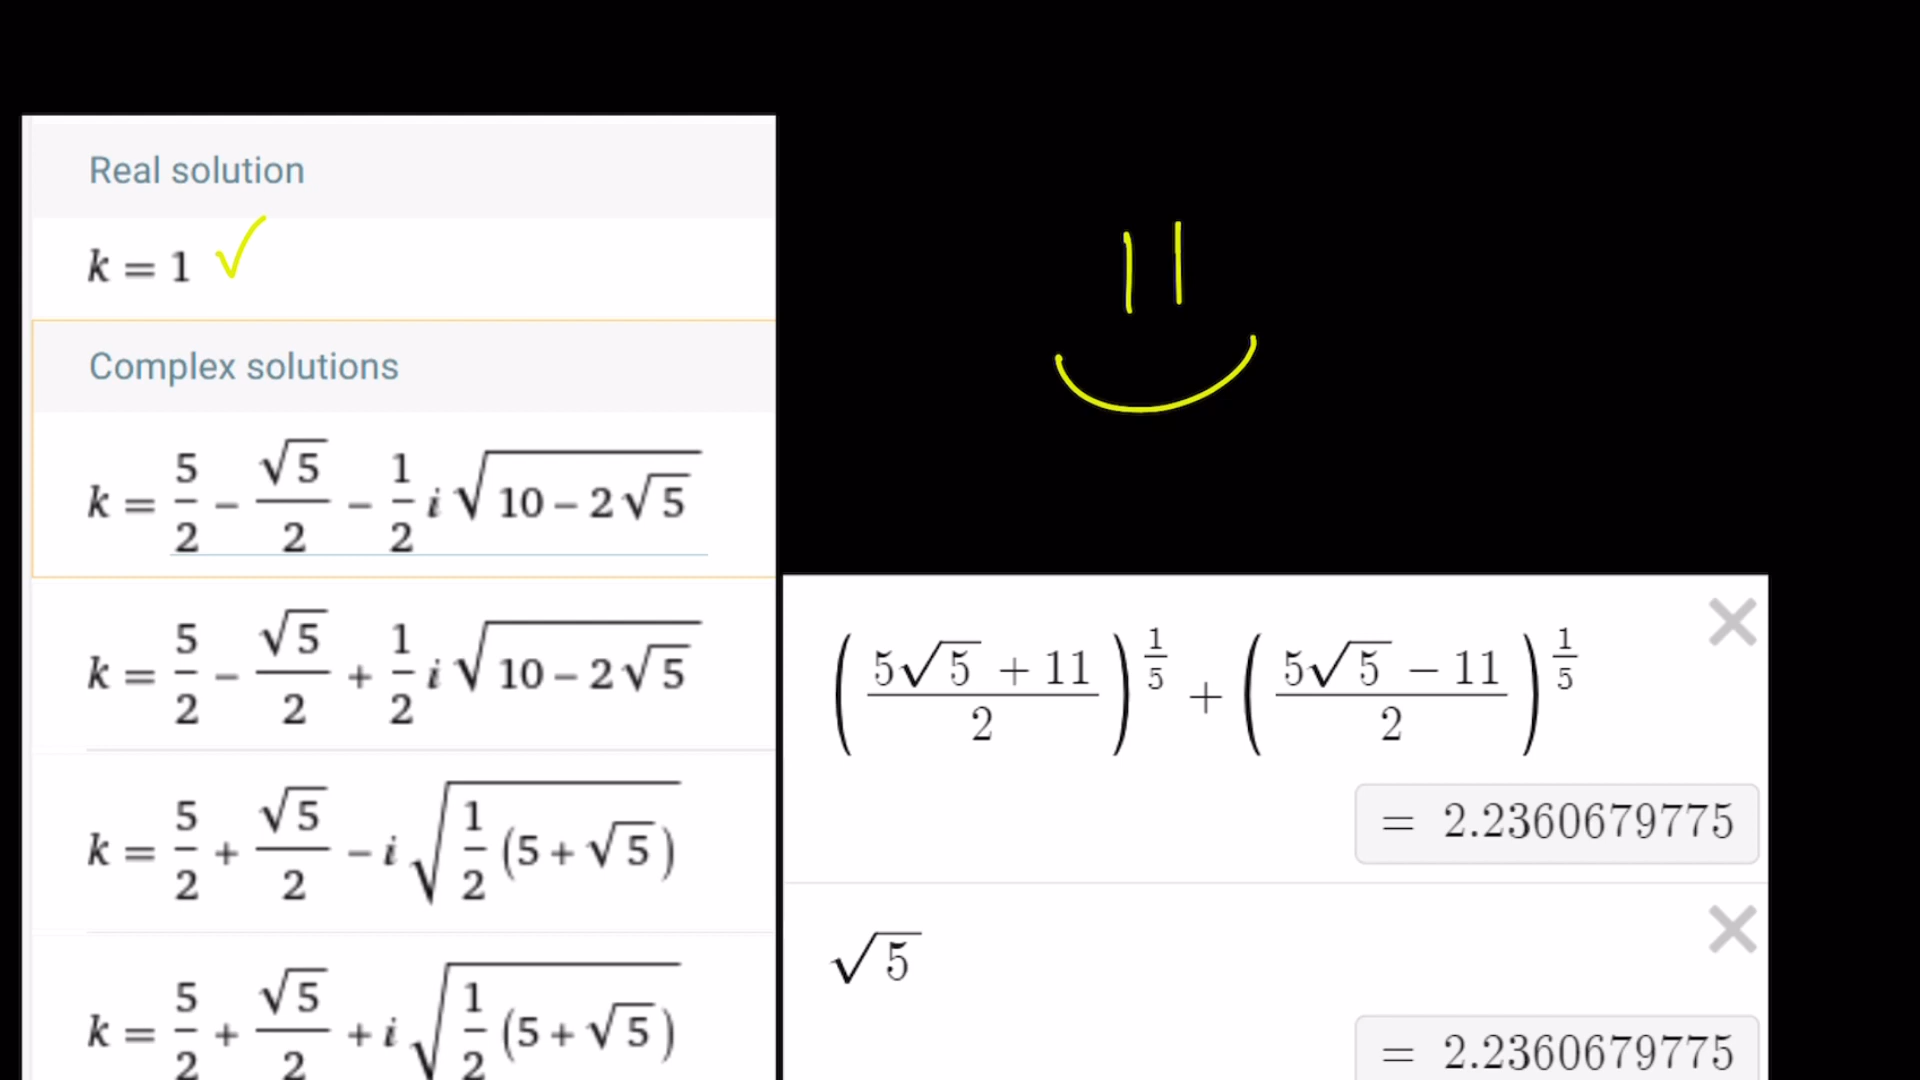 Real solution
k = 1 ✓
Complex solutions
k = 5/2 − √5/2 − 1/2 i √(10 − 2√5)
k = 5/2 − √5/2 + 1/2 i √(10 − 2√5)
k = 5/2 + √5/2 − i √(1/2 (5 + √5))
k = 5/2 + √5/2 + i √(1/2 (5 + √5))
((5√5 + 11)/2)^(1/5) + ((5√5 − 11)/2)^(1/5)
= 2.2360679775
√5
= 2.2360679775